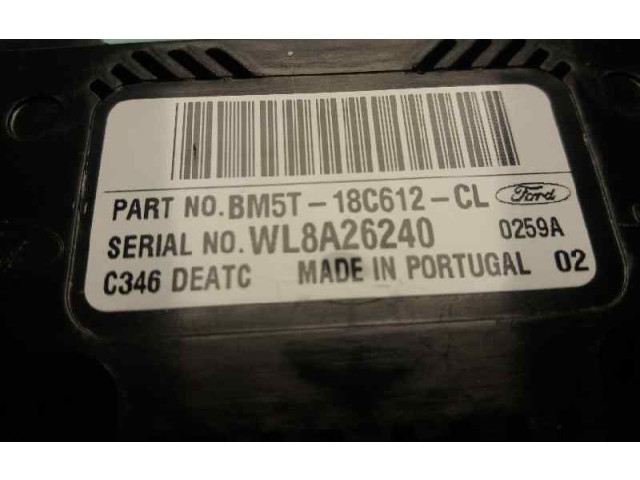 PART NO. BM5T-18C612-CL Ford
SERIAL NO. WL8A26240 0259A
C346 DEATC MADE IN PORTUGAL 02